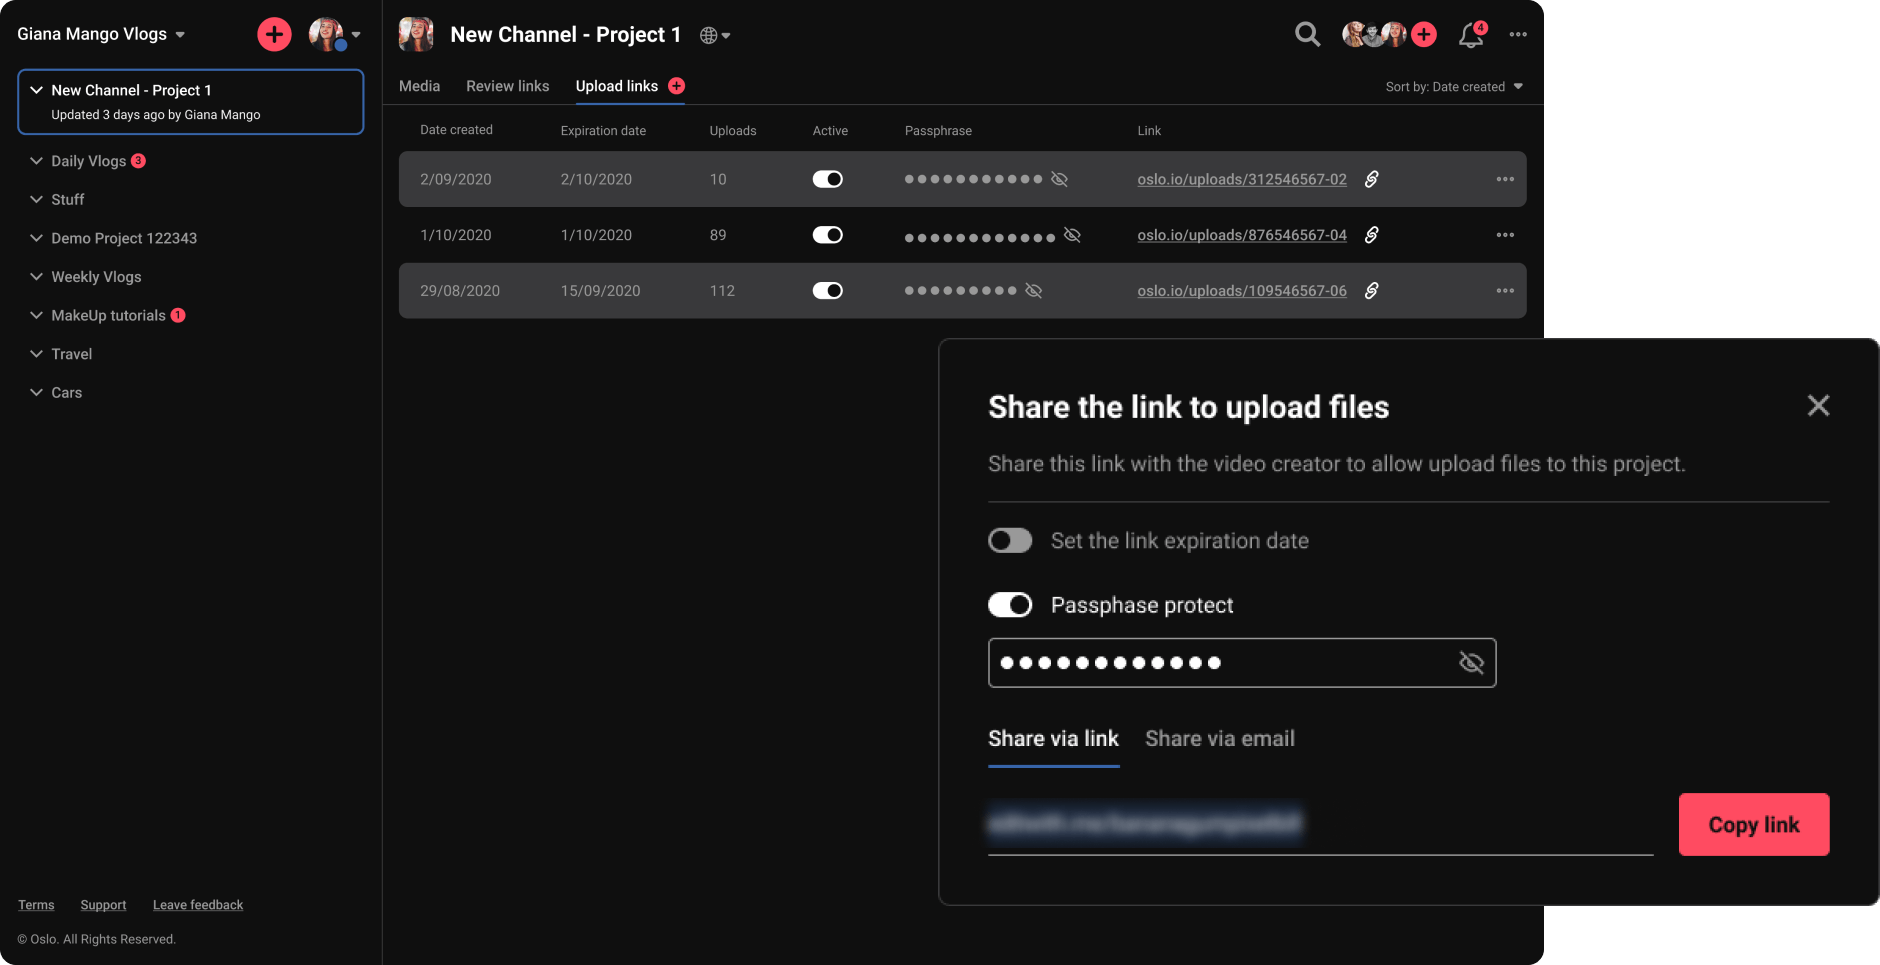 Giana Mango Vlogs
New Channel - Project 1
Updated 3 days ago by Giana Mango
Daily Vlogs 3
Stuff
Demo Project 122343
Weekly Vlogs
MakeUp tutorials 1
Travel
Cars
Terms Support Leave feedback
© Oslo. All Rights Reserved.
New Channel - Project 1
4
Media Review links Upload links
Sort by: Date created
Date created Expiration date Uploads Active Passphrase Link
2/09/2020 2/10/2020 10 oslo.io/uploads/312546567-02
1/10/2020 1/10/2020 89 oslo.io/uploads/876546567-04
29/08/2020 15/09/2020 112 oslo.io/uploads/109546567-06
Share the link to upload files
Share this link with the video creator to allow upload files to this project.
Set the link expiration date
Passphase protect
Share via link Share via email
Copy link